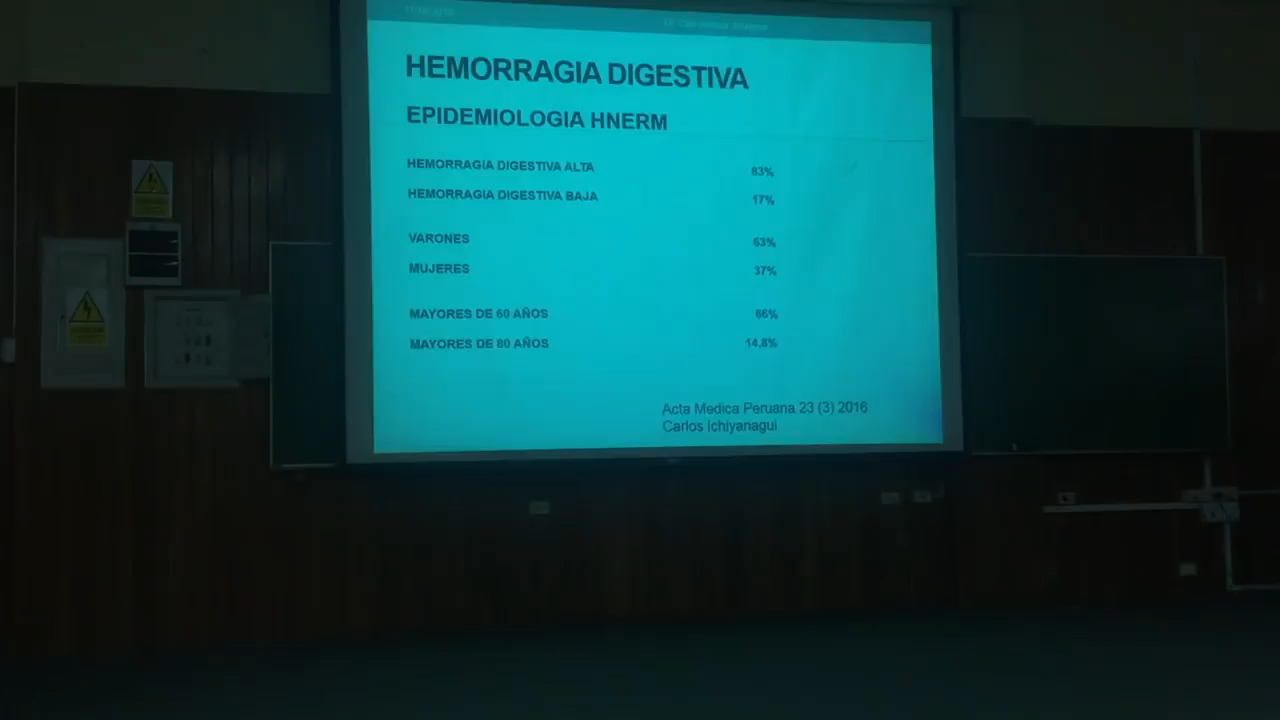 HEMORRAGIA DIGESTIVA
EPIDEMIOLOGIA HNERM
HEMORRAGIA DIGESTIVA ALTA 83%
HEMORRAGIA DIGESTIVA BAJA 17%
VARONES 63%
MUJERES 37%
MAYORES DE 60 AÑOS 66%
MAYORES DE 80 AÑOS 14,8%
Acta Medica Peruana 23 (3) 2016
Carlos Ichiyanagui